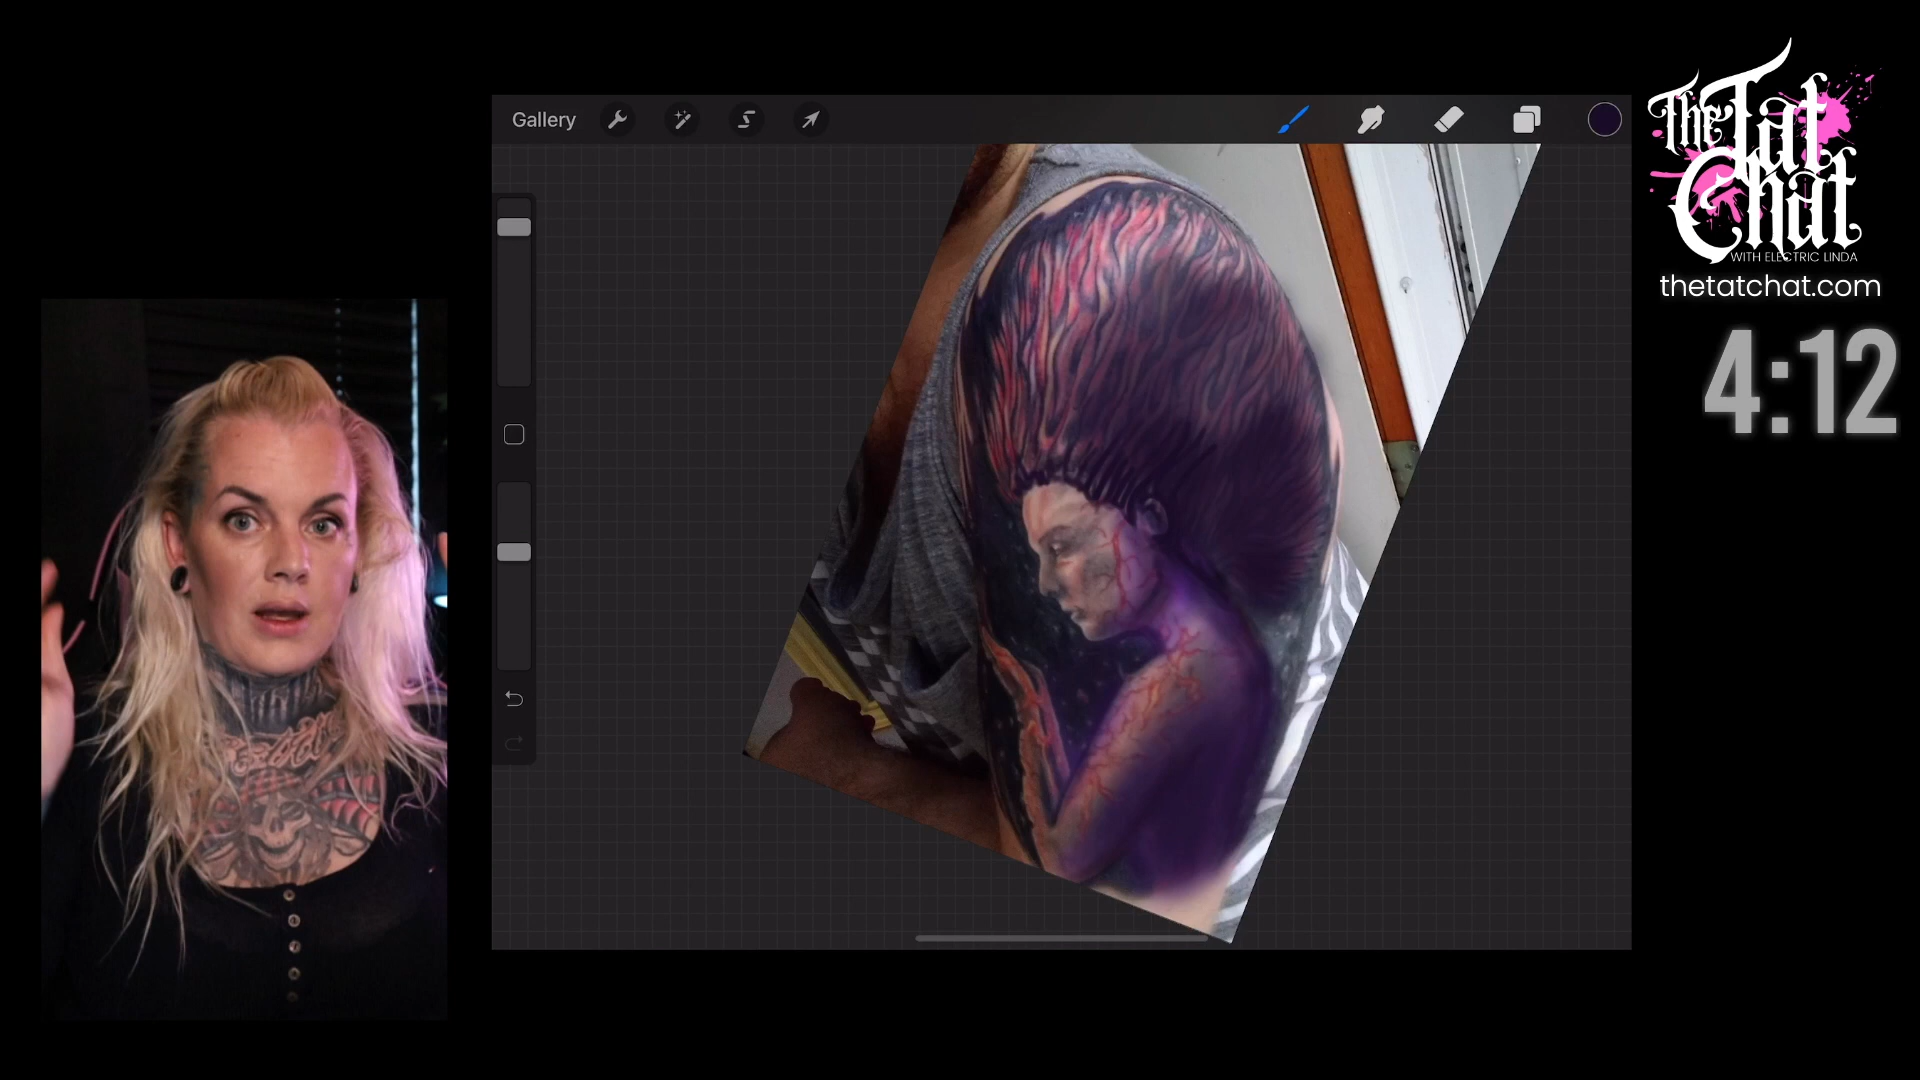 Gallery
The Tat
Chat
WITH ELECTRIC LINDA
thetatchat.com
4:12